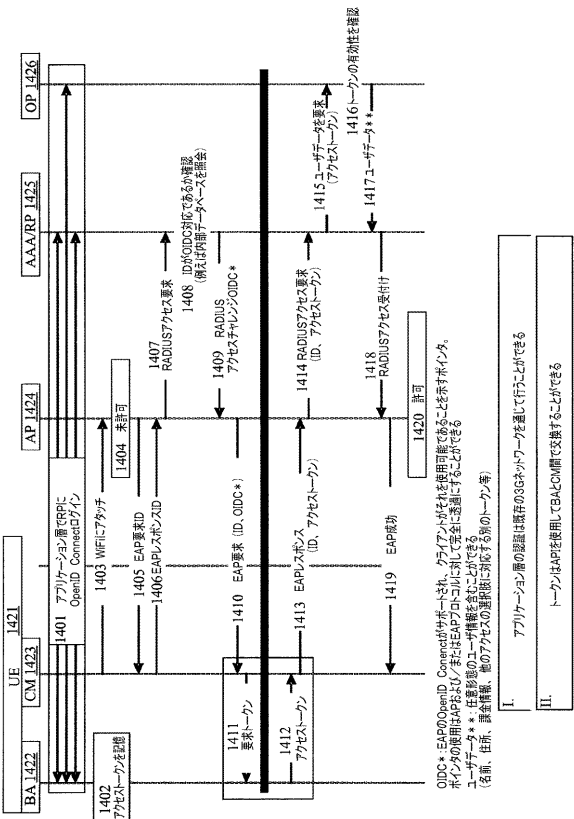 UE 1421
BA 1422
CM 1423
AP 1424
AAA/RP 1425
OP 1426
1401 アプリケーション層でRPに
OpenID Connectログイン
1402
アクセストークンを記憶
1403 WiFiにアタッチ
1404 未許可
1405 EAP要求ID
1406 EAPレスポンスID
1407
RADIUSアクセス要求
1408 IDがOIDC対応であるか確認
(例えば内部データベースを照会)
1409 RADIUS
アクセスチャレンジOIDC*
1410 EAP要求 (ID、OIDC*)
1411
要求トークン
1412
アクセストークン
1413 EAPレスポンス
(ID、アクセストークン)
1414 RADIUSアクセス要求
(ID、アクセストークン)
1415 ユーザデータを要求
(アクセストークン)
1416 トークンの有効性を確認
1417 ユーザデータ**
1418
RADIUSアクセス受付け
1419
EAP成功
1420 許可
OIDC*:EAPのOpenID Conenctがサポートされ、クライアントがそれを使用可能であることを示すポインタ。
ポインタの使用はAPおよび/またはEAPプロトコルに対して完全に透過にすることができる
ユーザデータ**:任意形態のユーザ情報を含むことができる
(名前、住所、課金情報、他のアクセスの選択肢に対応する別のトークン等)
I. アプリケーション層の認証は既存の3Gネットワークを通じて行うことができる
II. トークンはAPIを使用してBAとCM間で交換することができる